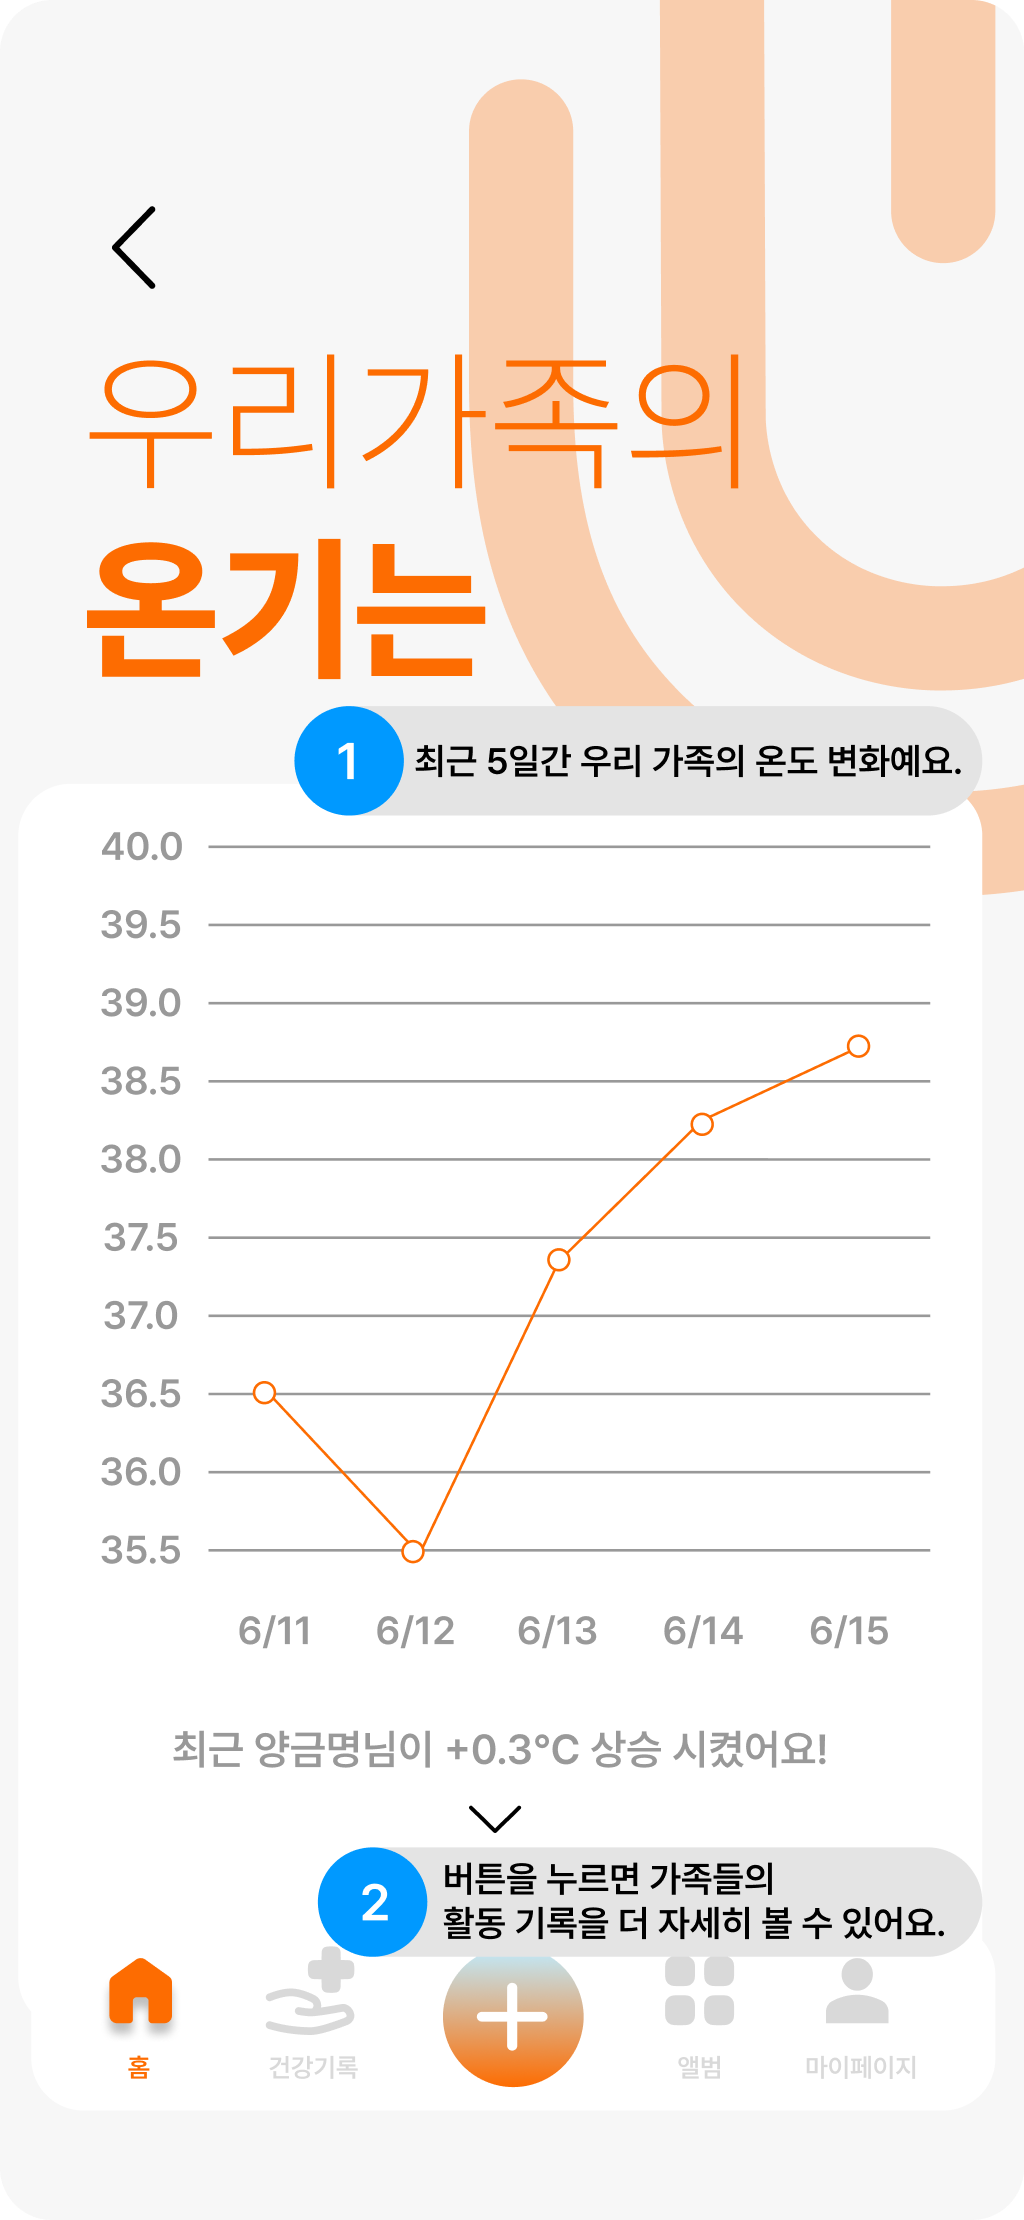 우리가족의
온기는
1 최근 5일간 우리 가족의 온도 변화예요.
40.0
39.5
39.0
38.5
38.0
37.5
37.0
36.5
36.0
35.5
6/11 6/12 6/13 6/14 6/15
최근 양금명님이 +0.3°C 상승 시켰어요!
2 버튼을 누르면 가족들의
활동 기록을 더 자세히 볼 수 있어요.
홈 건강기록 앨범 마이페이지